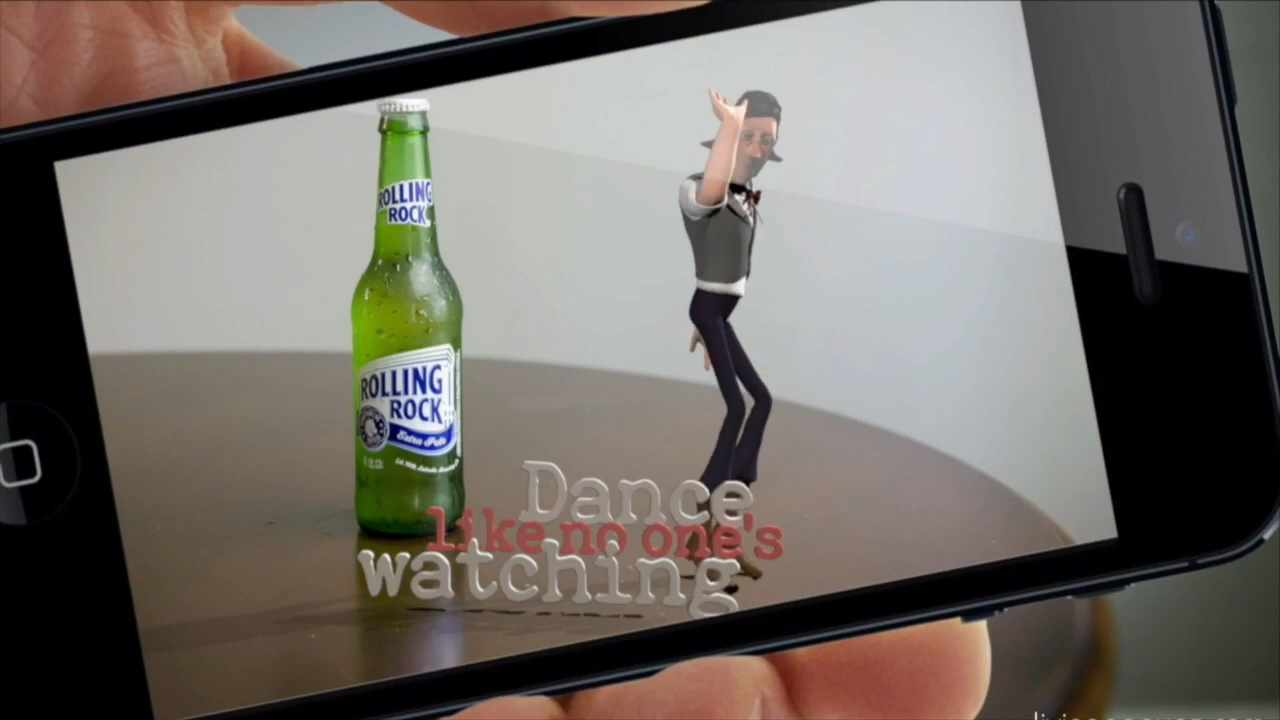 ROLLING
ROCK
ROLLING
ROCK
Extra Pale
Dance
like no one's
watching